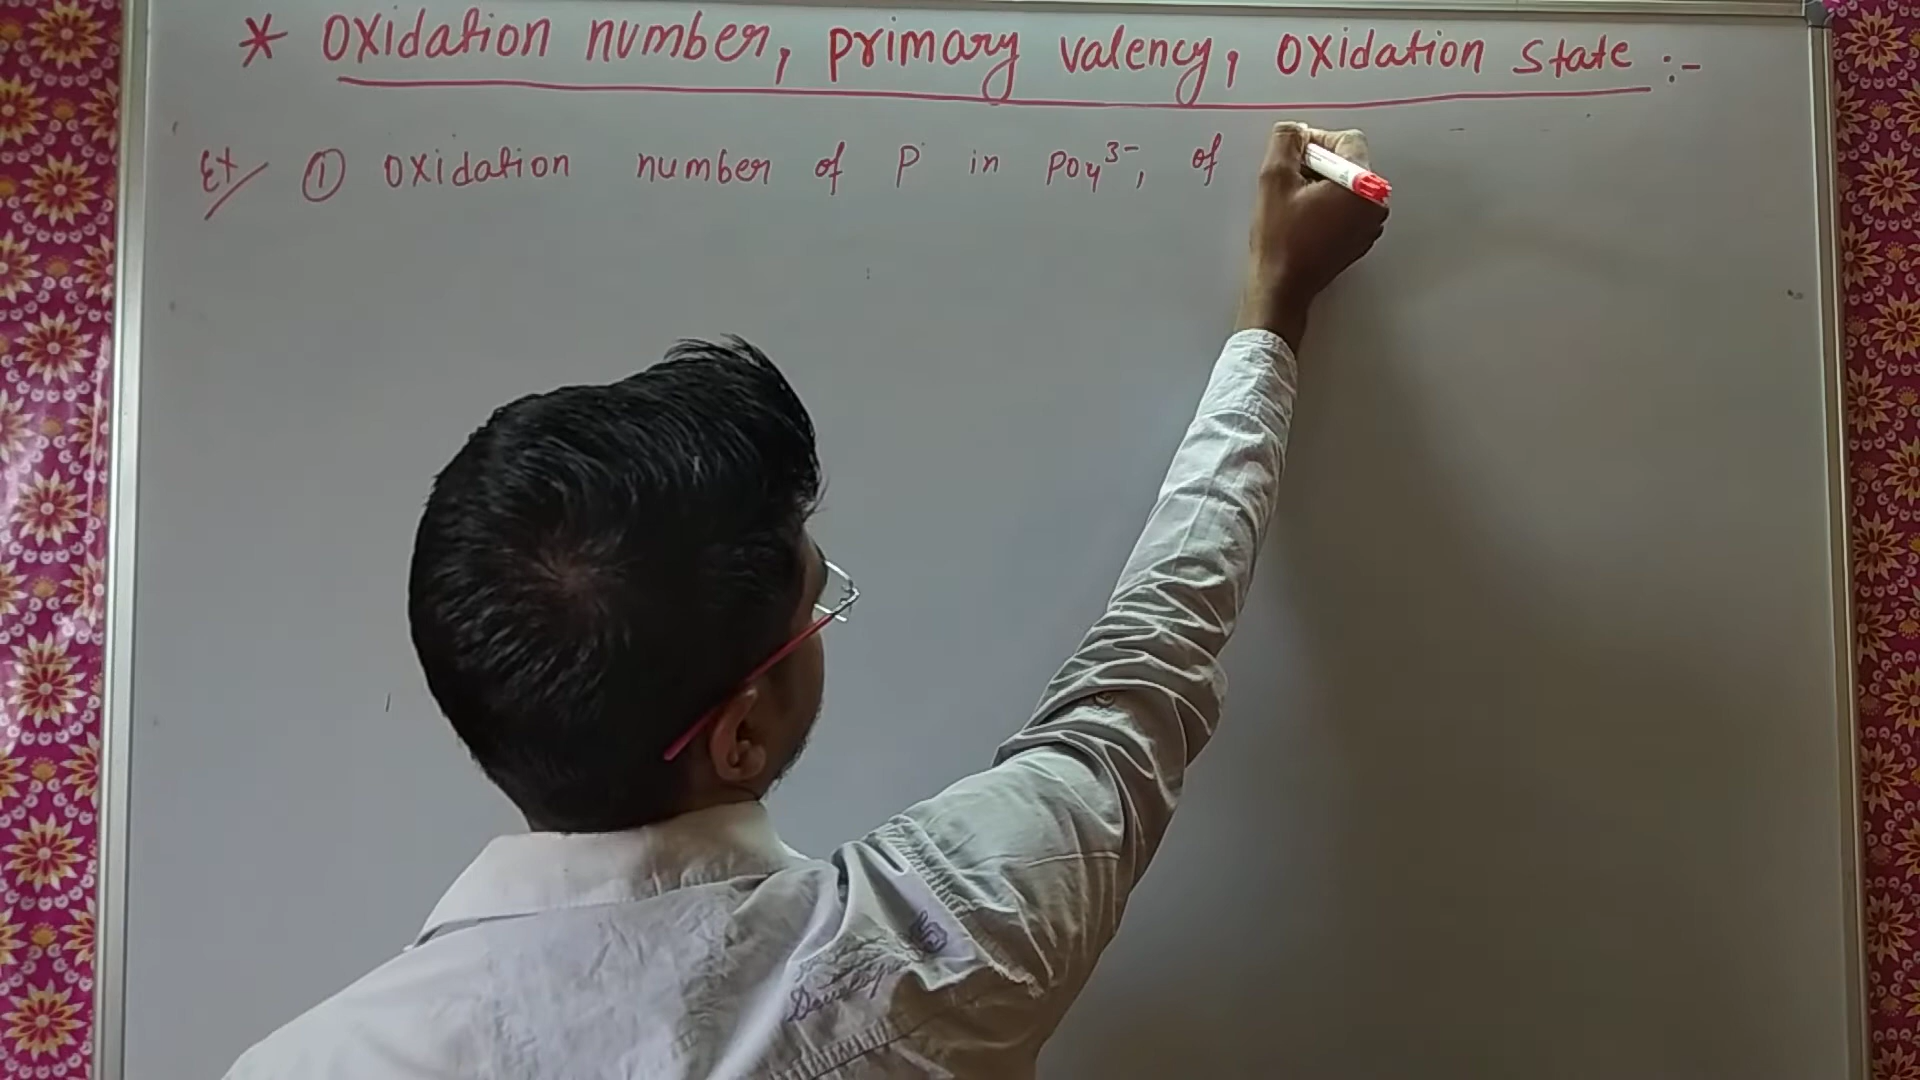 * Oxidation number, primary valency, oxidation state :-
Ex/ ① Oxidation number of P in PO₄³⁻, of